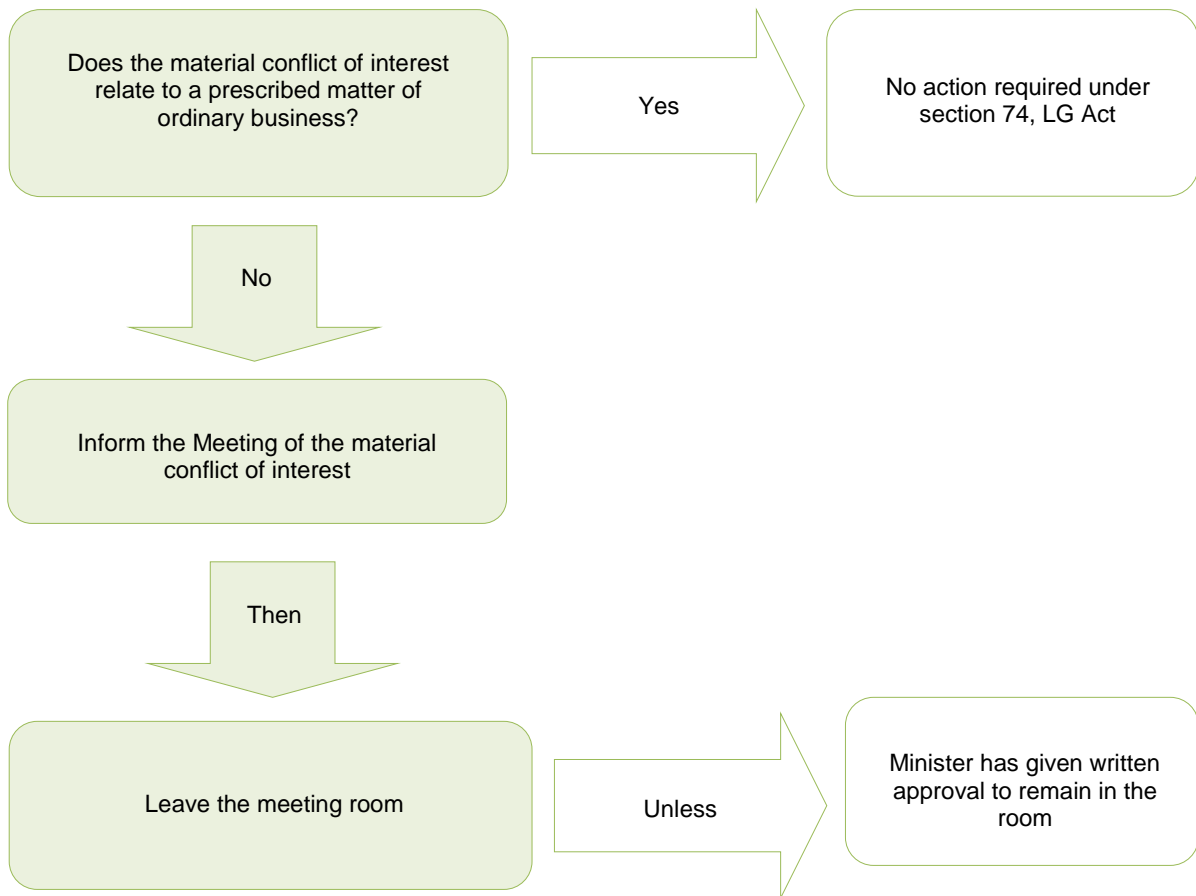 Does the material conflict of interest
relate to a prescribed matter of
ordinary business?
Yes
No action required under
section 74, LG Act
No
Inform the Meeting of the material
conflict of interest
Then
Leave the meeting room
Unless
Minister has given written
approval to remain in the
room